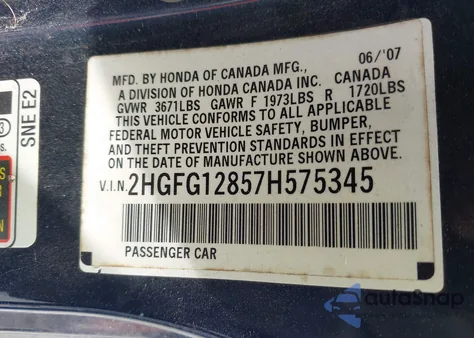 06/'07
MFD. BY HONDA OF CANADA MFG.,
A DIVISION OF HONDA CANADA INC. CANADA
GVWR 3671LBS GAWR F 1973LBS R 1720LBS
THIS VEHICLE CONFORMS TO ALL APPLICABLE
FEDERAL MOTOR VEHICLE SAFETY, BUMPER,
AND THEFT PREVENTION STANDARDS IN EFFECT
ON THE DATE OF MANUFACTURE SHOWN ABOVE.
V.I.N. 2HGFG12857H575345
PASSENGER CAR
SNE E2
3
s.
S
N
autoSnap